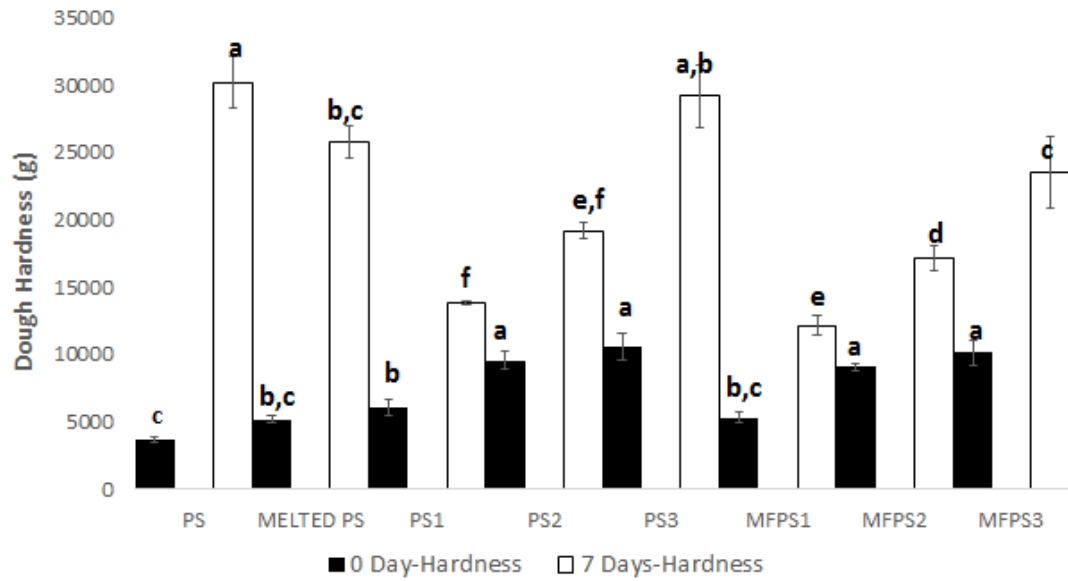 35000
30000
25000
20000
15000
10000
5000
0
Dough Hardness (g)
c
a
b,c
b,c
b
f
a
e,f
a
a,b
b,c
e
a
d
a
c
PS MELTED PS PS1 PS2 PS3 MFPS1 MFPS2 MFPS3
0 Day-Hardness 7 Days-Hardness